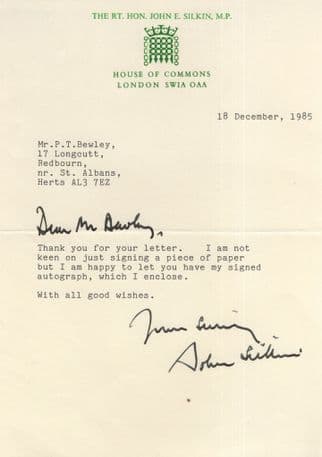 THE RT. HON. JOHN E. SILKIN, M.P.
HOUSE OF COMMONS
LONDON SW1A OAA
18 December, 1985
Mr.P.T.Bewley,
17 Longcutt,
Redbourn,
nr. St. Albans,
Herts AL3 7EZ
Dear Mr Bewley,
Thank you for your letter. I am not
keen on just signing a piece of paper
but I am happy to let you have my signed
autograph, which I enclose.
With all good wishes.
Yours sincerely
John Silkin